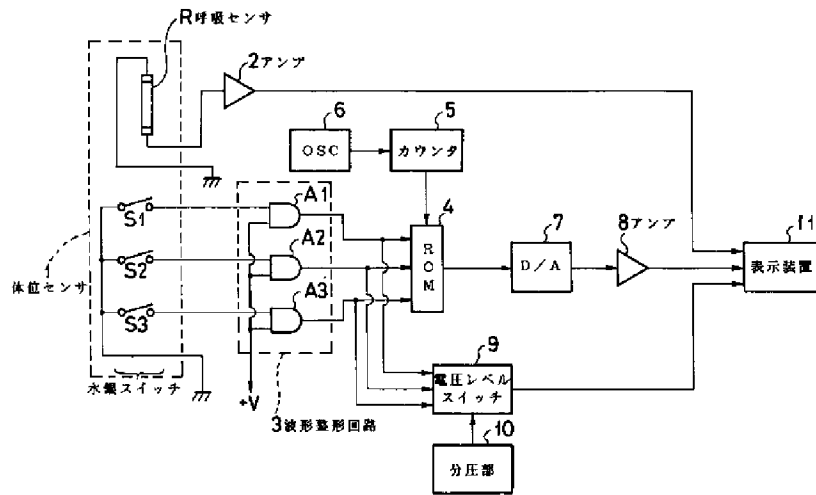 R呼吸センサ
2アンプ
6
OSC
5
カウンタ
S1
A1
4
ROM
7
D/A
8アンプ
11
表示装置
S2
A2
体位センサ
S3
A3
9
電圧レベル
スイッチ
水銀スイッチ
+V
3波形整形回路
10
分圧部